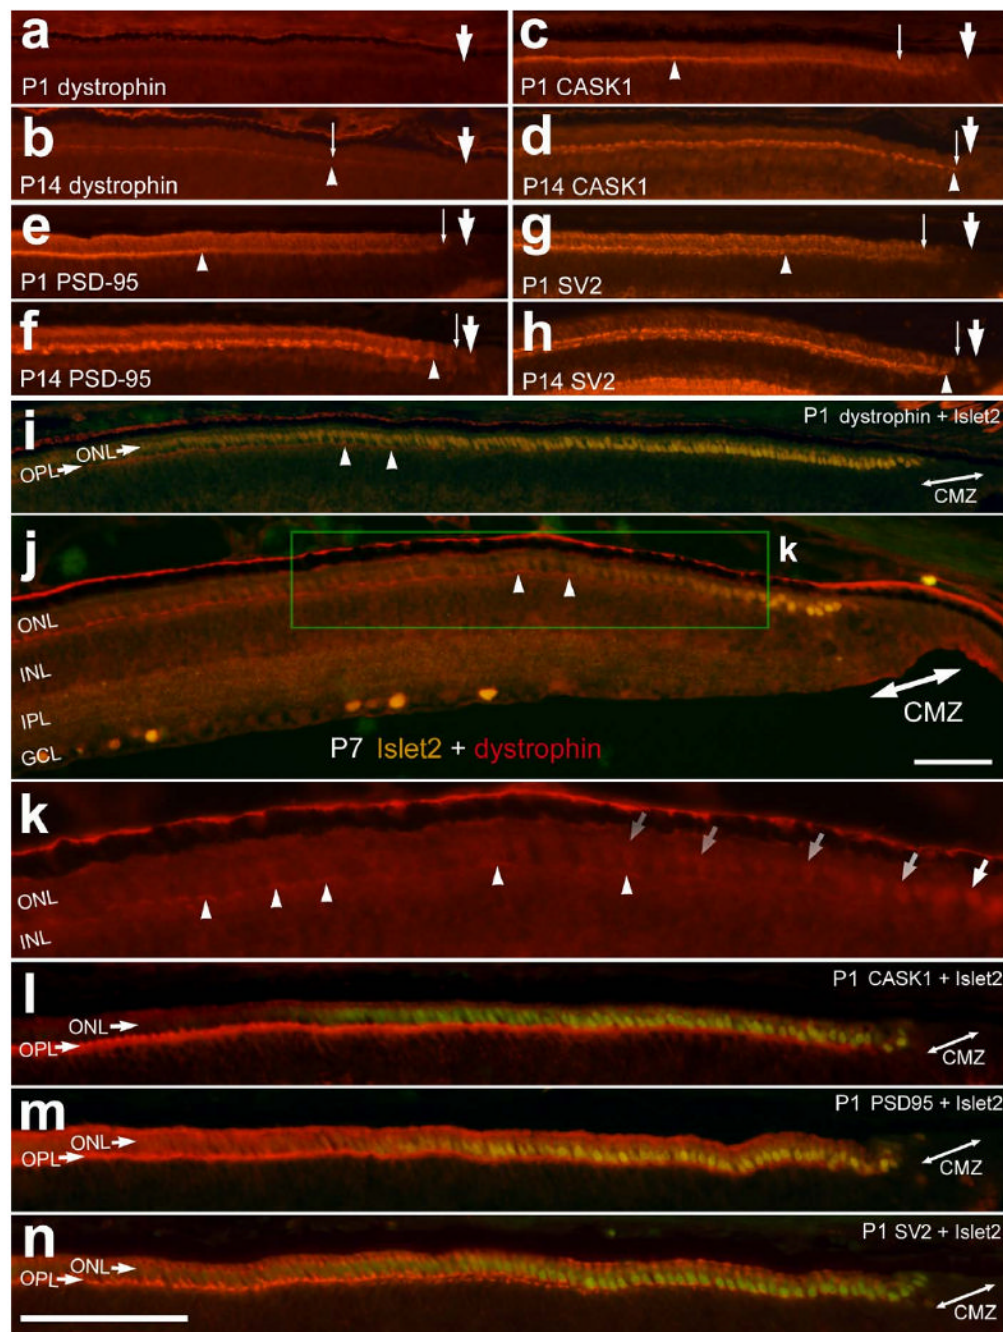 a
P1 dystrophin
b
P14 dystrophin
c
P1 CASK1
d
P14 CASK1
e
P1 PSD-95
f
P14 PSD-95
g
P1 SV2
h
P14 SV2
i
P1 dystrophin + Islet2
ONL
OPL
CMZ
j
k
ONL
INL
IPL
GCL
P7 Islet2 + dystrophin
CMZ
k
ONL
INL
l
P1 CASK1 + Islet2
ONL
OPL
CMZ
m
P1 PSD95 + Islet2
ONL
OPL
CMZ
n
P1 SV2 + Islet2
ONL
OPL
CMZ